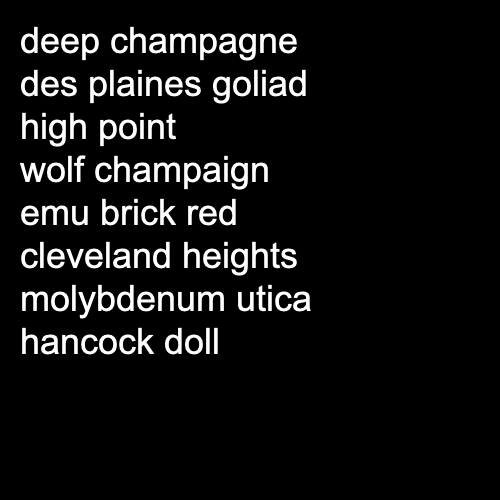 deep champagne
des plaines goliad
high point
wolf champaign
emu brick red
cleveland heights
molybdenum utica
hancock doll